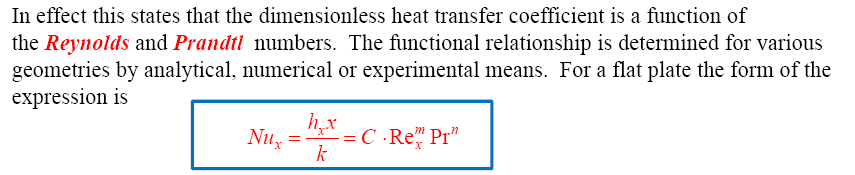 In effect this states that the dimensionless heat transfer coefficient is a function of
the Reynolds and Prandtl numbers. The functional relationship is determined for various
geometries by analytical, numerical or experimental means. For a flat plate the form of the
expression is
Nu_x = h_x x / k = C · Re_x^m Pr^n